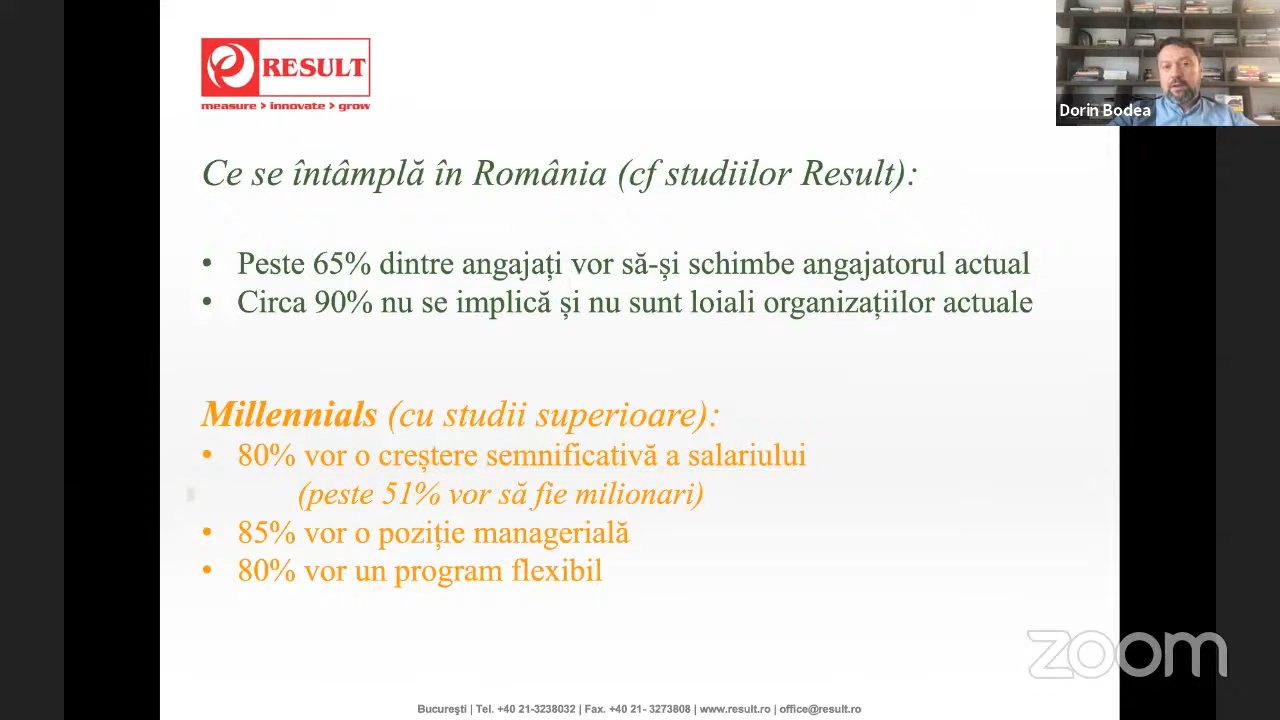 RESULT
measure > innovate > grow
Dorin Bodea
Ce se întâmplă în România (cf studiilor Result):
• Peste 65% dintre angajați vor să-și schimbe angajatorul actual
• Circa 90% nu se implică și nu sunt loiali organizațiilor actuale
Millennials (cu studii superioare):
• 80% vor o creștere semnificativă a salariului
(peste 51% vor să fie milionari)
• 85% vor o poziție managerială
• 80% vor un program flexibil
zoom
Bucureşti | Tel. +40 21-3238032 | Fax. +40 21- 3273808 | www.result.ro | office@result.ro